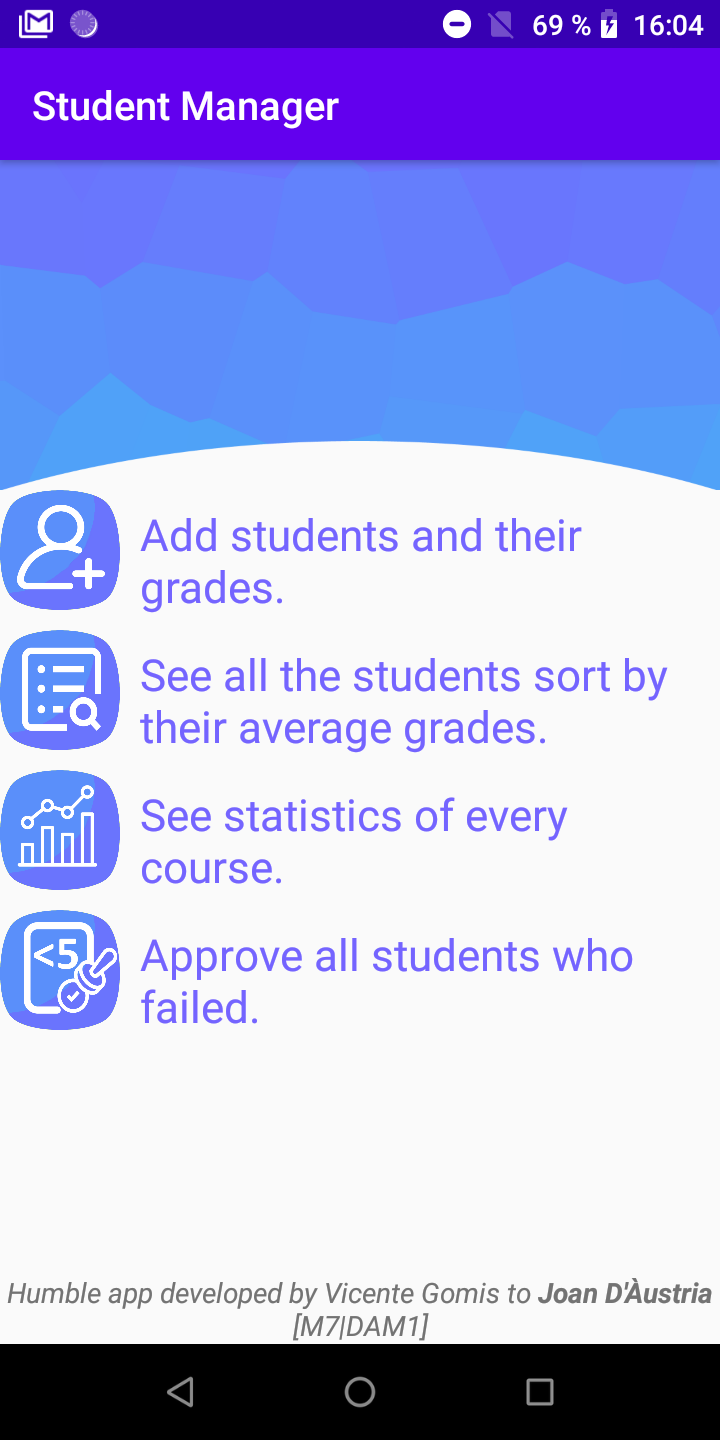 69 % 16:04
Student Manager
Add students and their
grades.
See all the students sort by
their average grades.
See statistics of every
course.
<5
Approve all students who
failed.
Humble app developed by Vicente Gomis to Joan D'Àustria
[M7|DAM1]